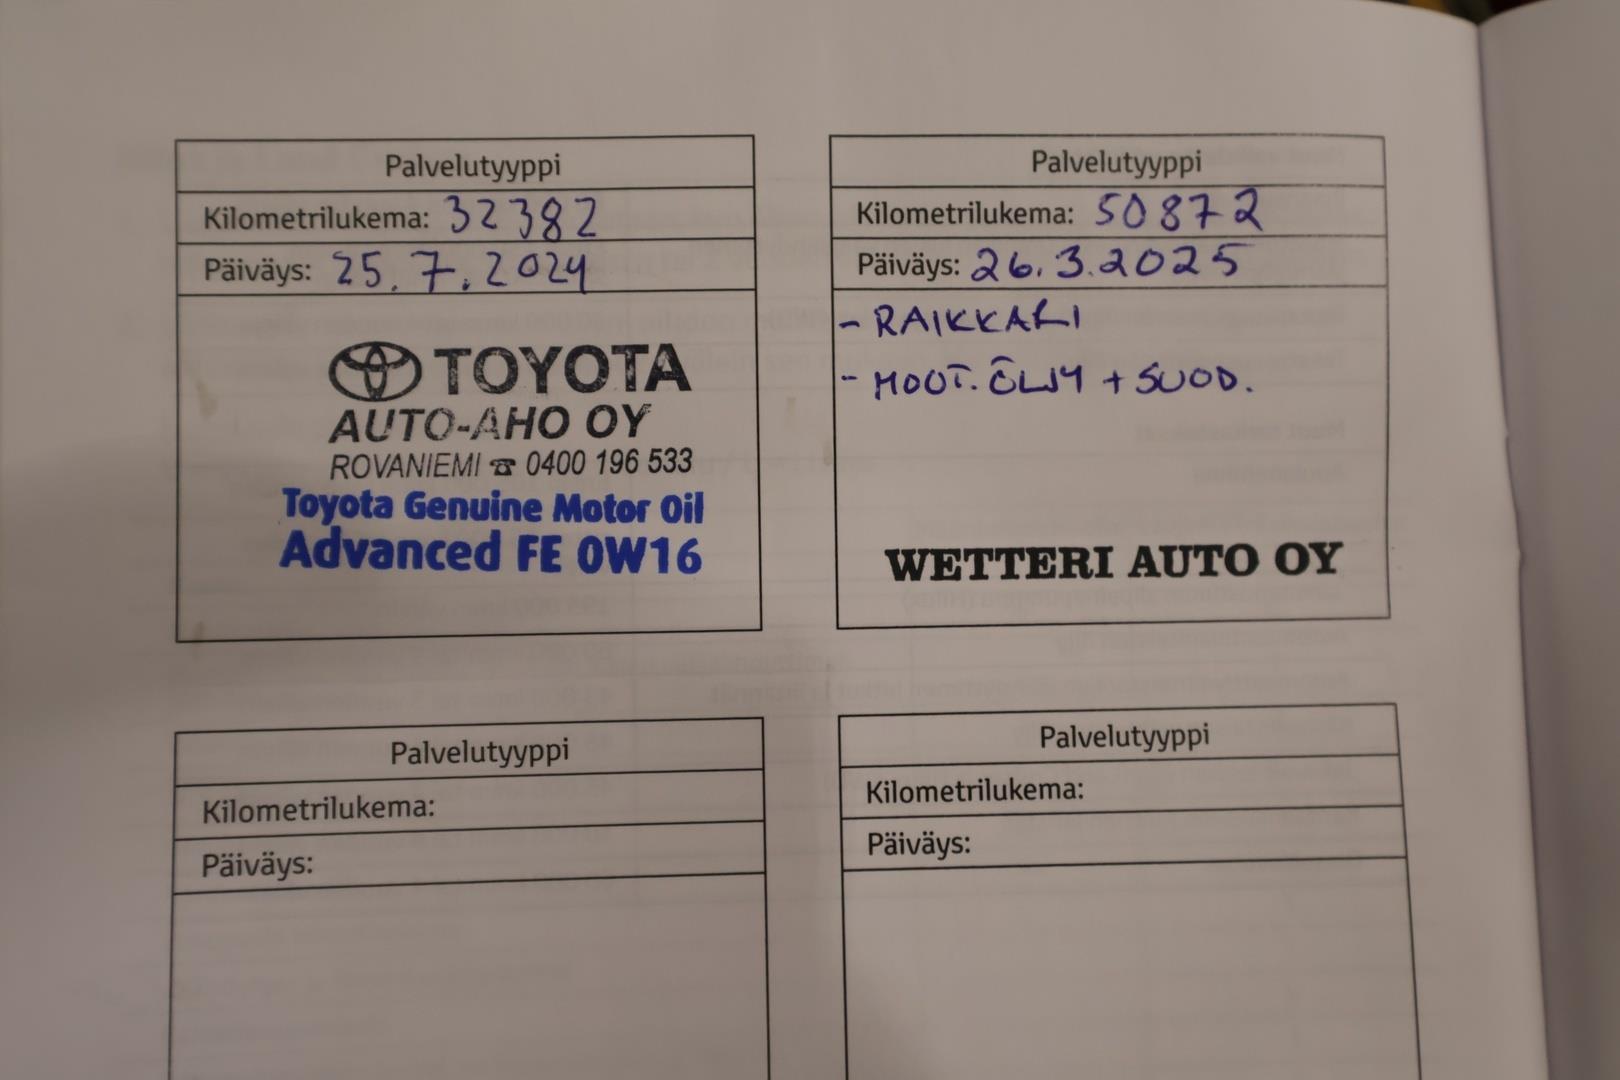 Palvelutyyppi
Kilometrilukema: 32382
Päiväys: 25.7.2024
TOYOTA
AUTO-AHO OY
ROVANIEMI ☎ 0400 196 533
Toyota Genuine Motor Oil
Advanced FE 0W16
Palvelutyyppi
Kilometrilukema: 50872
Päiväys: 26.3.2025
- RAIKKARI
- MOOT. ÖLJY + SUOD.
WETTERI AUTO OY
Palvelutyyppi
Kilometrilukema:
Päiväys:
Palvelutyyppi
Kilometrilukema:
Päiväys: